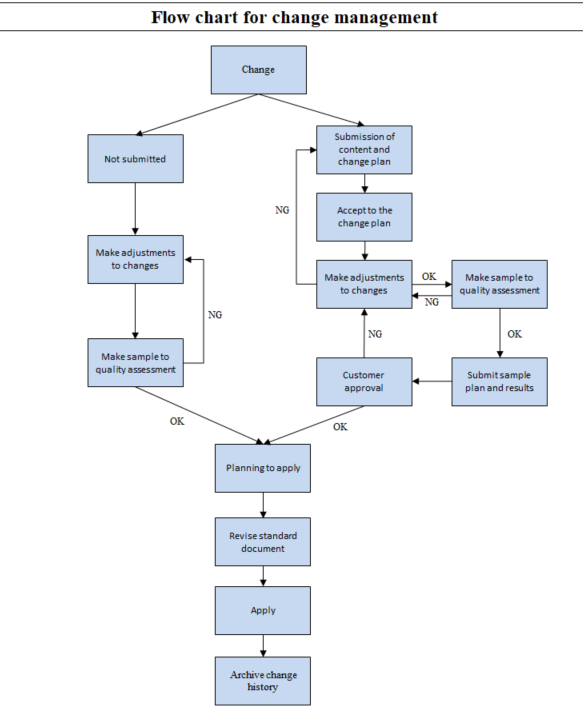 Flow chart for change management
Change
Not submitted
Submission of
content and
change plan
NG
Accept to the
change plan
Make adjustments
to changes
Make adjustments
to changes
OK
NG
Make sample to
quality assessment
NG
NG
OK
Make sample to
quality assessment
Customer
approval
Submit sample
plan and results
OK
OK
Planning to apply
Revise standard
document
Apply
Archive change
history